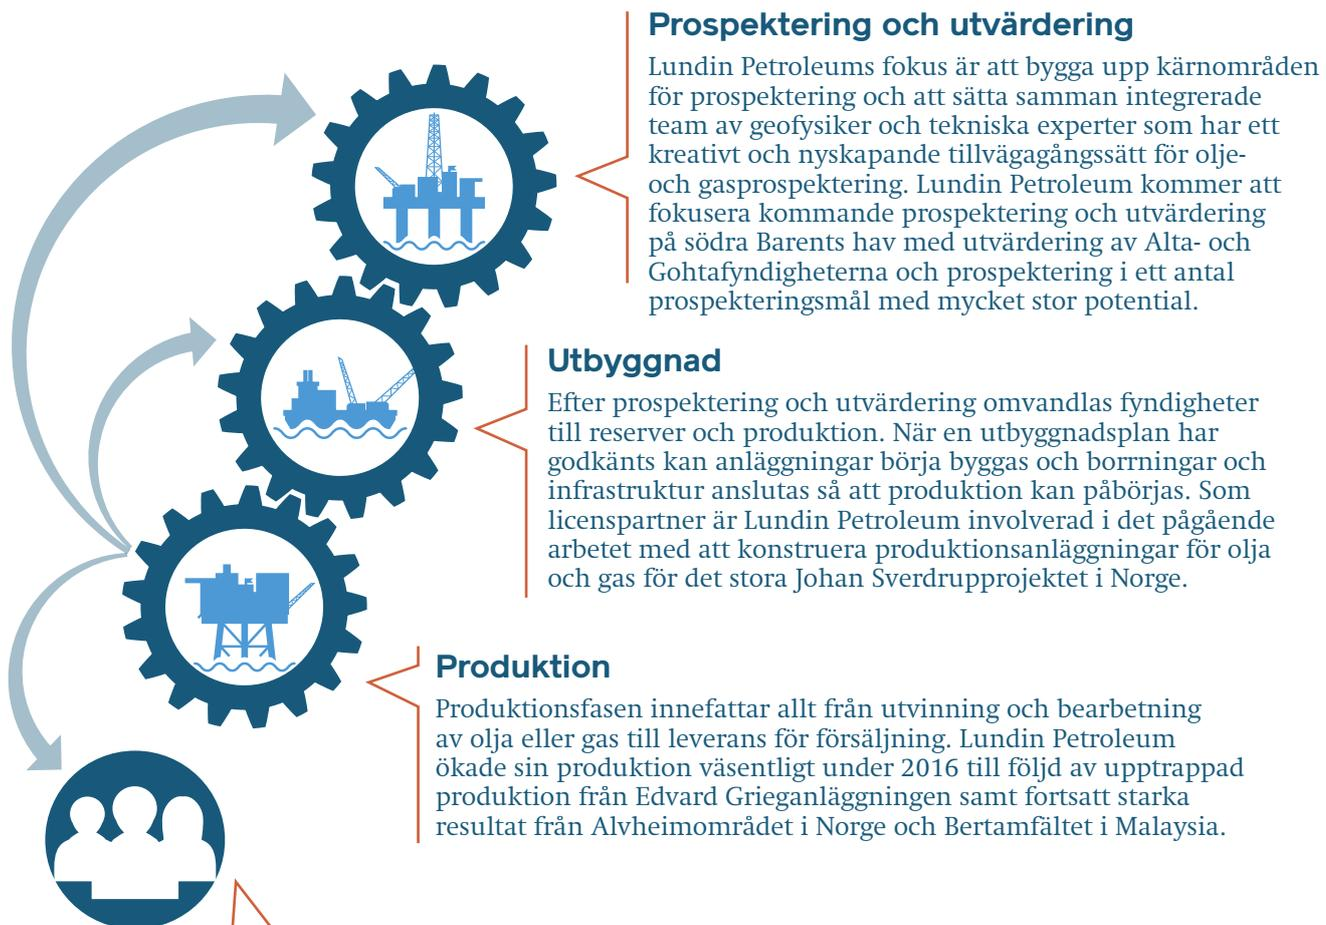 Prospektering och utvärdering
Lundin Petroleums fokus är att bygga upp kärnområden
för prospektering och att sätta samman integrerade
team av geofysiker och tekniska experter som har ett
kreativt och nyskapande tillvägagångssätt för olje-
och gasprospektering. Lundin Petroleum kommer att
fokusera kommande prospektering och utvärdering
på södra Barents hav med utvärdering av Alta- och
Gohtafyndigheterna och prospektering i ett antal
prospekteringsmål med mycket stor potential.
Utbyggnad
Efter prospektering och utvärdering omvandlas fyndigheter
till reserver och produktion. När en utbyggnadsplan har
godkänts kan anläggningar börja byggas och borrningar och
infrastruktur anslutas så att produktion kan påbörjas. Som
licenspartner är Lundin Petroleum involverad i det pågående
arbetet med att konstruera produktionsanläggningar för olja
och gas för det stora Johan Sverdrupprojektet i Norge.
Produktion
Produktionsfasen innefattar allt från utvinning och bearbetning
av olja eller gas till leverans för försäljning. Lundin Petroleum
ökade sin produktion väsentligt under 2016 till följd av upptrappad
produktion från Edvard Grieganläggningen samt fortsatt starka
resultat från Alvheimområdet i Norge och Bertamfältet i Malaysia.